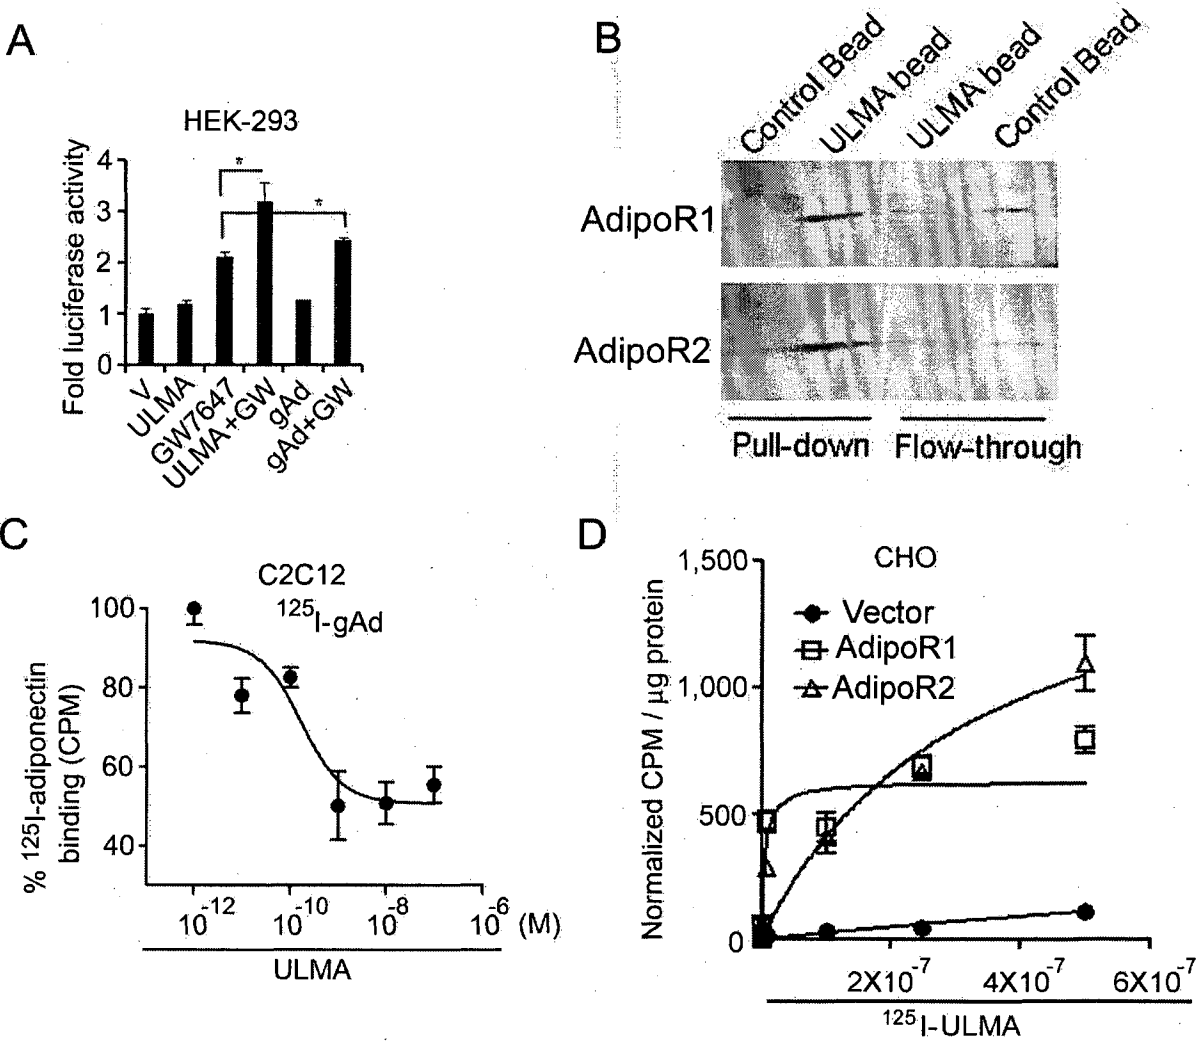 A
HEK-293
Fold luciferase activity
4
3
2
1
0
*
*
V
ULMA
GW7647
ULMA+GW
gAd
gAd+GW
B
Control Bead
ULMA bead
ULMA bead
Control Bead
AdipoR1
AdipoR2
Pull-down
Flow-through
C
C2C12
125I-gAd
% 125I-adiponectin
binding (CPM)
100
80
60
40
10-12
10-10
10-8
10-6
(M)
ULMA
D
CHO
Vector
AdipoR1
AdipoR2
Normalized CPM / µg protein
1,500
1,000
500
0
2X10-7
4X10-7
6X10-7
125I-ULMA